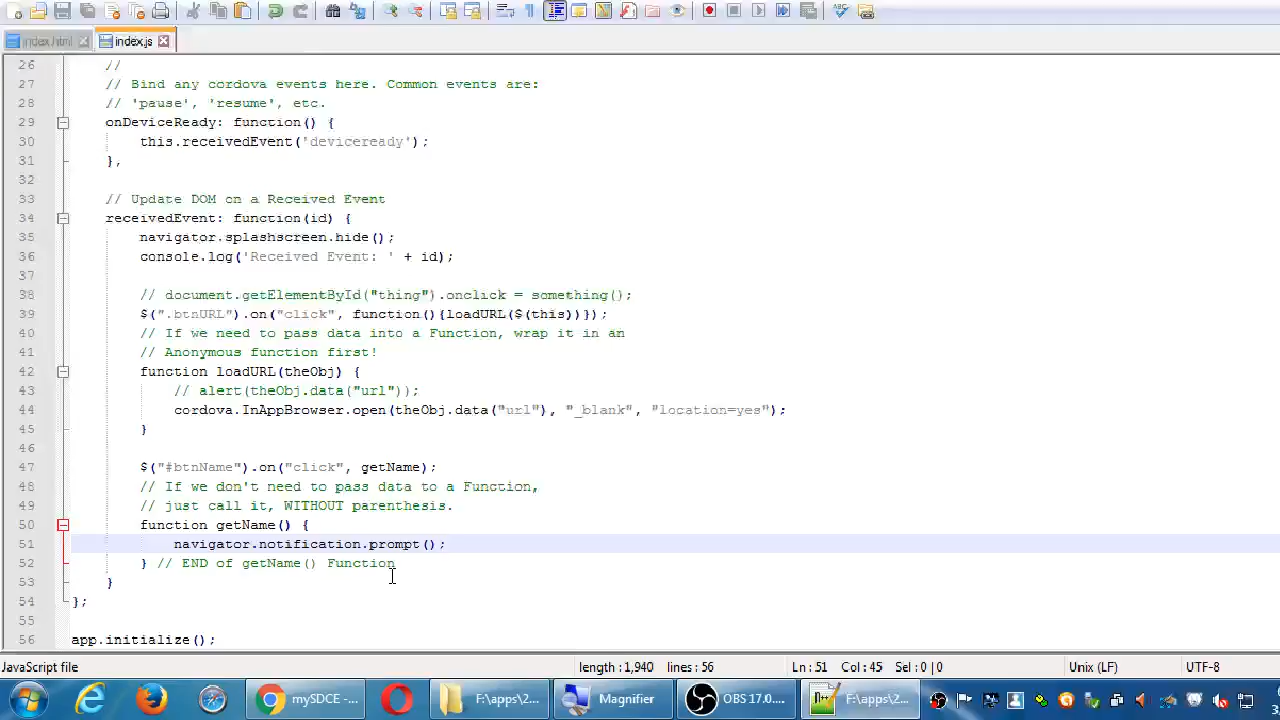 index.html
index.js
26 //
27 // Bind any cordova events here. Common events are:
28 // 'pause', 'resume', etc.
29 onDeviceReady: function() {
30 this.receivedEvent('deviceready');
31 },
32
33 // Update DOM on a Received Event
34 receivedEvent: function(id) {
35 navigator.splashscreen.hide();
36 console.log('Received Event: ' + id);
37
38 // document.getElementById("thing").onclick = something();
39 $(".btnURL").on("click", function(){loadURL($(this))});
40 // If we need to pass data into a Function, wrap it in an
41 // Anonymous function first!
42 function loadURL(theObj) {
43 // alert(theObj.data("url"));
44 cordova.InAppBrowser.open(theObj.data("url"), "_blank", "location=yes");
45 }
46
47 $("#btnName").on("click", getName);
48 // If we don't need to pass data to a Function,
49 // just call it, WITHOUT parenthesis.
50 function getName() {
51 navigator.notification.prompt();
52 } // END of getName() Function
53 }
54 };
55
56 app.initialize();
JavaScript file length : 1,940 lines : 56 Ln : 51 Col : 45 Sel : 0 | 0 Unix (LF) UTF-8
mySDCE - ... F:\apps\2... Magnifier OBS 17.0.... F:\apps\2...